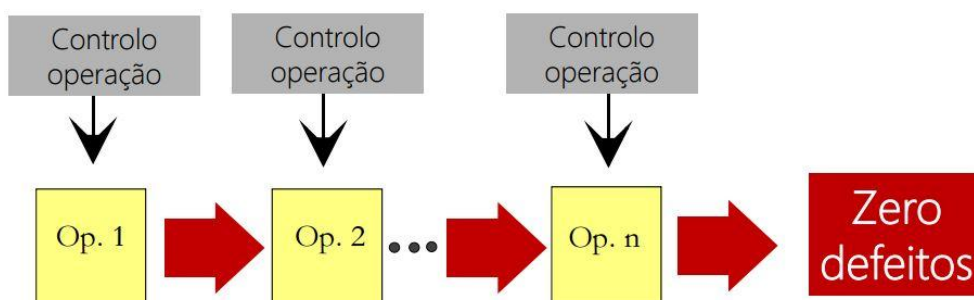 Controlo
operação
Controlo
operação
Controlo
operação
Op. 1
Op. 2
Op. n
Zero
defeitos